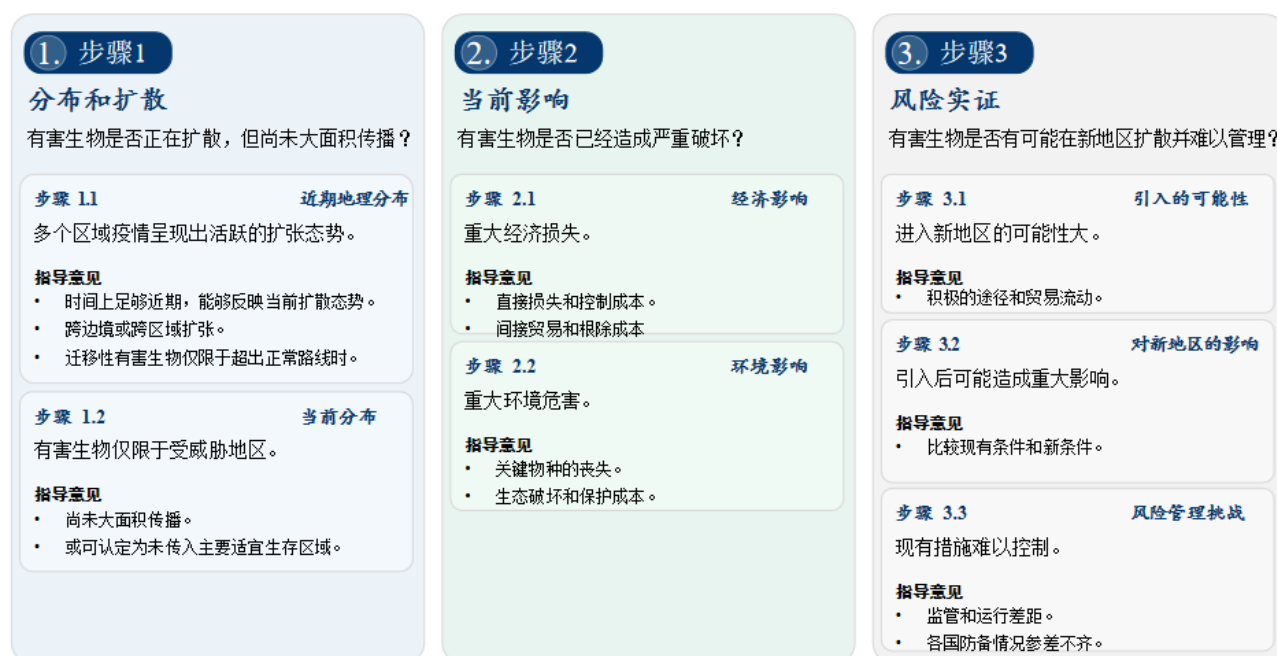 1. 步骤1
分布和扩散
有害生物是否正在扩散，但尚未大面积传播？
步骤 1.1 近期地理分布
多个区域疫情呈现出活跃的扩张态势。
指导意见
• 时间上足够近期，能够反映当前扩散态势。
• 跨边境或跨区域扩张。
• 迁移性有害生物仅限于超出正常路线时。
步骤 1.2 当前分布
有害生物仅限于受威胁地区。
指导意见
• 尚未大面积传播。
• 或可认定为未传入主要适宜生存区域。
2. 步骤2
当前影响
有害生物是否已经造成严重破坏？
步骤 2.1 经济影响
重大经济损失。
指导意见
• 直接损失和控制成本。
• 间接贸易和根除成本
步骤 2.2 环境影响
重大环境危害。
指导意见
• 关键物种的丧失。
• 生态破坏和保护成本。
3. 步骤3
风险实证
有害生物是否有可能在新地区扩散并难以管理？
步骤 3.1 引入的可能性
进入新地区的可能性大。
指导意见
• 积极的途径和贸易流动。
步骤 3.2 对新地区的影响
引入后可能造成重大影响。
指导意见
• 比较现有条件和新条件。
步骤 3.3 风险管理挑战
现有措施难以控制。
指导意见
• 监管和运行差距。
• 各国防备情况参差不齐。